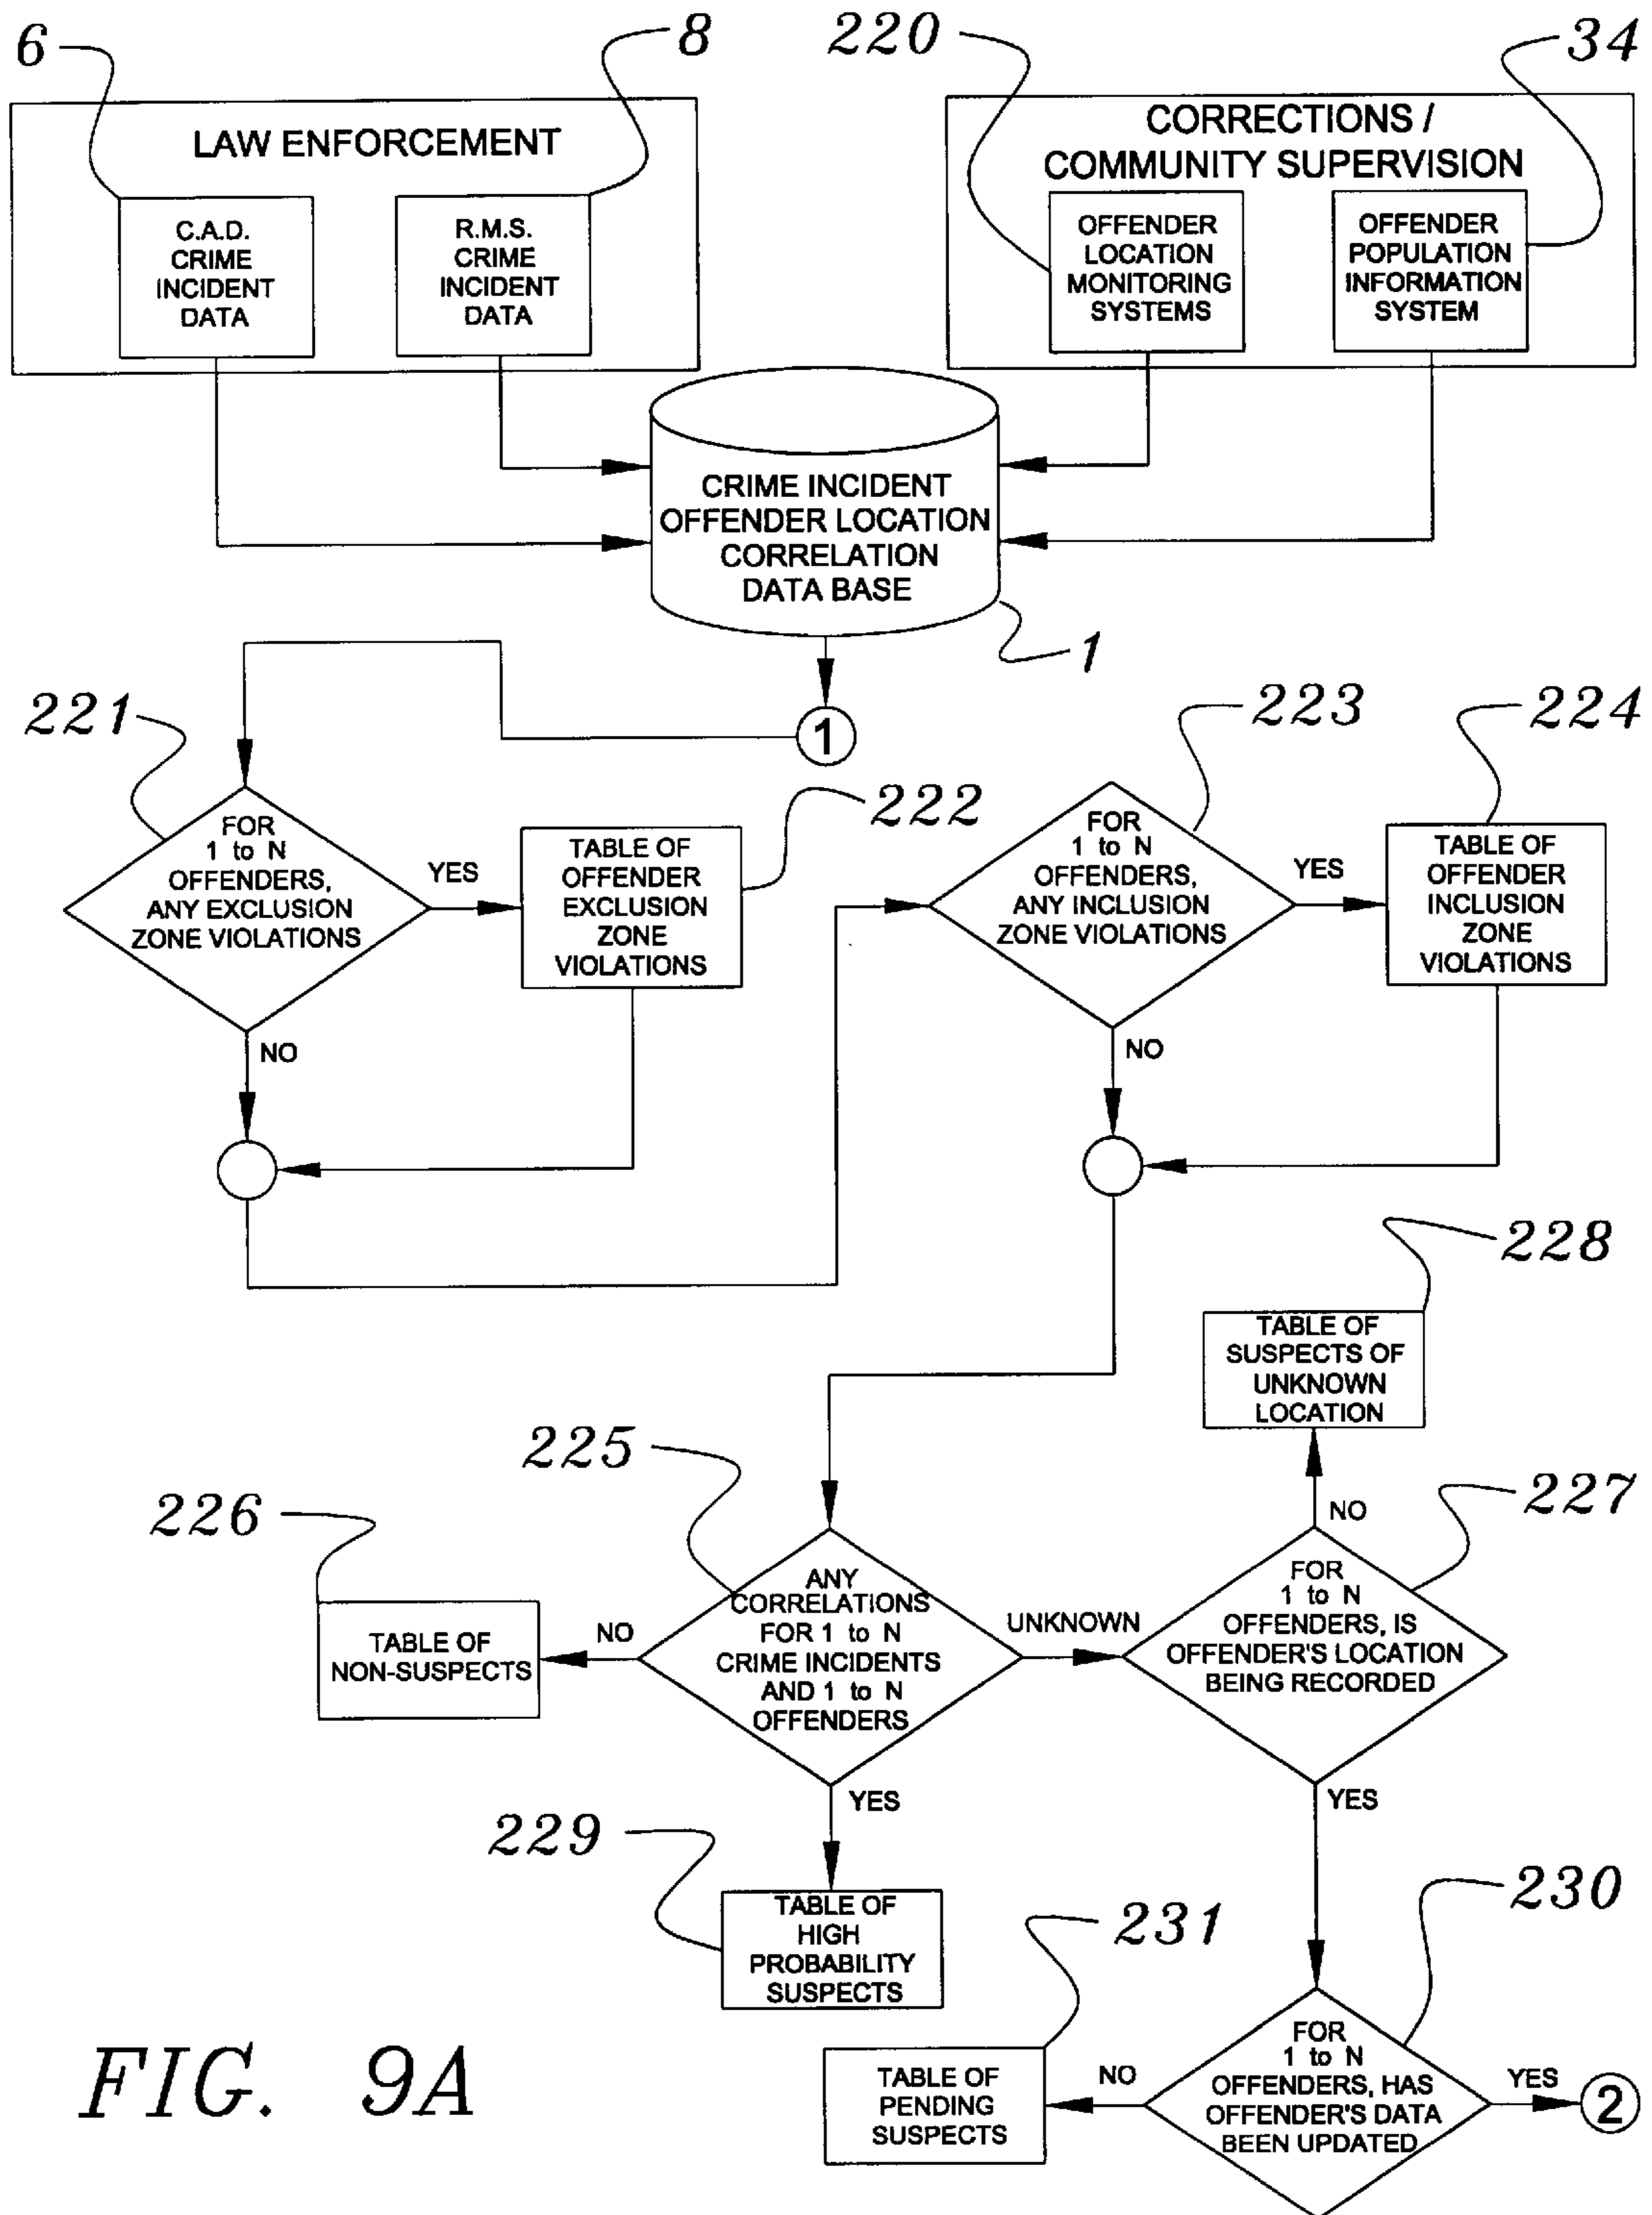 6
8
220
34
LAW ENFORCEMENT
CORRECTIONS /
COMMUNITY SUPERVISION
C.A.D.
CRIME
INCIDENT
DATA
R.M.S.
CRIME
INCIDENT
DATA
OFFENDER
LOCATION
MONITORING
SYSTEMS
OFFENDER
POPULATION
INFORMATION
SYSTEM
CRIME INCIDENT
OFFENDER LOCATION
CORRELATION
DATA BASE
1
1
221
222
223
224
FOR
1 to N
OFFENDERS,
ANY EXCLUSION
ZONE VIOLATIONS
YES
NO
TABLE OF
OFFENDER
EXCLUSION
ZONE
VIOLATIONS
FOR
1 to N
OFFENDERS,
ANY INCLUSION
ZONE VIOLATIONS
YES
NO
TABLE OF
OFFENDER
INCLUSION
ZONE
VIOLATIONS
228
TABLE OF
SUSPECTS OF
UNKNOWN
LOCATION
225
226
227
TABLE OF
NON-SUSPECTS
NO
ANY
CORRELATIONS
FOR 1 to N
CRIME INCIDENTS
AND 1 to N
OFFENDERS
UNKNOWN
YES
NO
FOR
1 to N
OFFENDERS, IS
OFFENDER'S LOCATION
BEING RECORDED
YES
229
TABLE OF
HIGH
PROBABILITY
SUSPECTS
230
231
TABLE OF
PENDING
SUSPECTS
NO
FOR
1 to N
OFFENDERS, HAS
OFFENDER'S DATA
BEEN UPDATED
YES
2
FIG. 9A